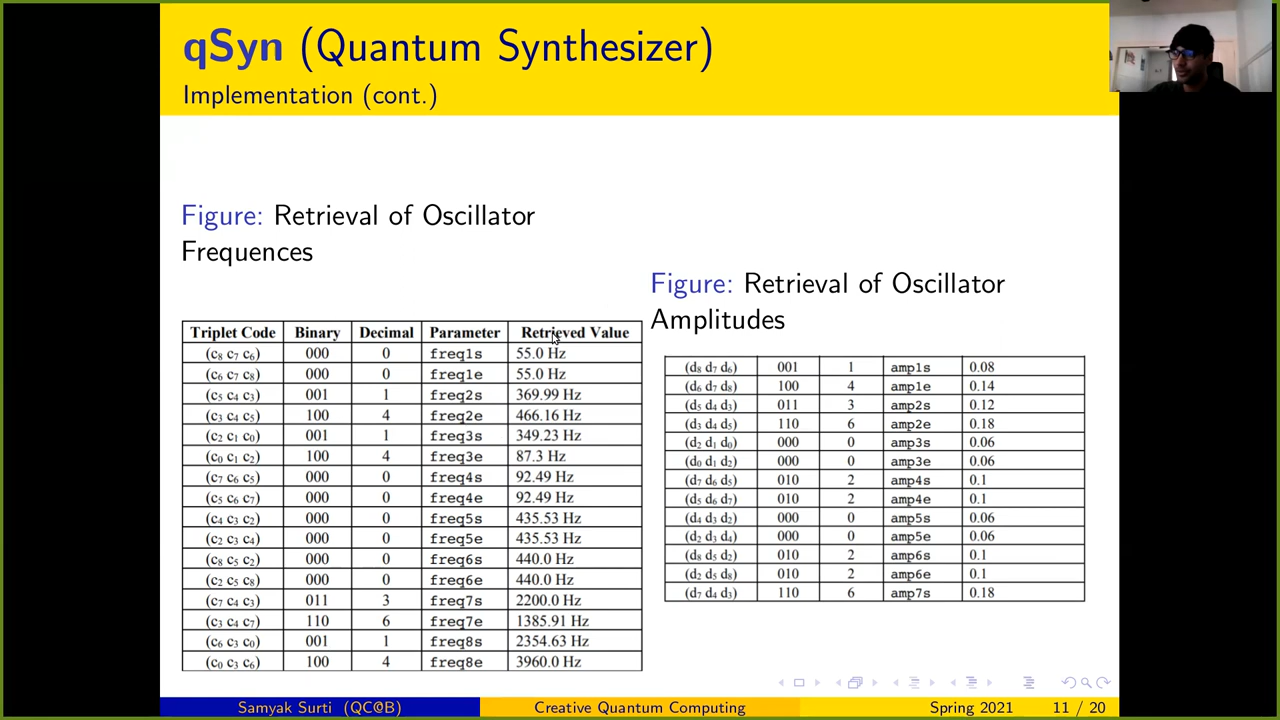 qSyn (Quantum Synthesizer)
Implementation (cont.)
Figure: Retrieval of Oscillator
Frequences
Triplet Code Binary Decimal Parameter Retrieved Value
(c8 c7 c6) 000 0 freq1s 55.0 Hz
(c6 c7 c8) 000 0 freq1e 55.0 Hz
(c5 c4 c3) 001 1 freq2s 369.99 Hz
(c3 c4 c5) 100 4 freq2e 466.16 Hz
(c2 c1 c0) 001 1 freq3s 349.23 Hz
(c0 c1 c2) 100 4 freq3e 87.3 Hz
(c7 c6 c5) 000 0 freq4s 92.49 Hz
(c5 c6 c7) 000 0 freq4e 92.49 Hz
(c4 c3 c2) 000 0 freq5s 435.53 Hz
(c2 c3 c4) 000 0 freq5e 435.53 Hz
(c8 c5 c2) 000 0 freq6s 440.0 Hz
(c2 c5 c8) 000 0 freq6e 440.0 Hz
(c7 c4 c3) 011 3 freq7s 2200.0 Hz
(c3 c4 c7) 110 6 freq7e 1385.91 Hz
(c6 c3 c0) 001 1 freq8s 2354.63 Hz
(c0 c3 c6) 100 4 freq8e 3960.0 Hz
Figure: Retrieval of Oscillator
Amplitudes
(d8 d7 d6) 001 1 amp1s 0.08
(d6 d7 d8) 100 4 amp1e 0.14
(d5 d4 d3) 011 3 amp2s 0.12
(d3 d4 d5) 110 6 amp2e 0.18
(d2 d1 d0) 000 0 amp3s 0.06
(d0 d1 d2) 000 0 amp3e 0.06
(d7 d6 d5) 010 2 amp4s 0.1
(d5 d6 d7) 010 2 amp4e 0.1
(d4 d3 d2) 000 0 amp5s 0.06
(d2 d3 d4) 000 0 amp5e 0.06
(d8 d5 d2) 010 2 amp6s 0.1
(d2 d5 d8) 010 2 amp6e 0.1
(d7 d4 d3) 110 6 amp7s 0.18
Samyak Surti (QC@B) Creative Quantum Computing Spring 2021 11 / 20